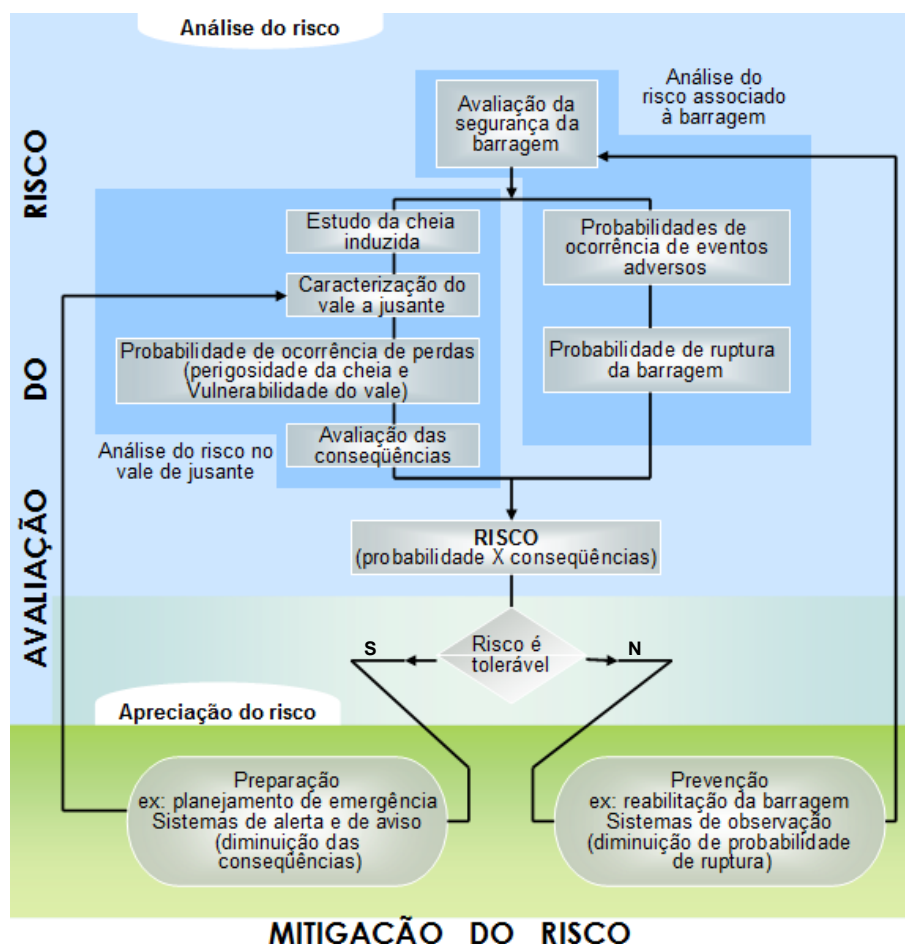 Análise do risco
Análise do
risco associado
à barragem
Avaliação da
segurança da
barragem
RISCO
Estudo da cheia
induzida
Probabilidades de
ocorrência de eventos
adversos
Caracterização do
vale a jusante
Probabilidade de ocorrência de perdas
(perigosidade da cheia e
Vulnerabilidade do vale)
Probabilidade de ruptura
da barragem
DO
Avaliação das
conseqüências
Análise do risco no
vale de jusante
RISCO
(probabilidade X conseqüências)
AVALIAÇÃO
S
Risco é
tolerável
N
Apreciação do risco
Preparação
ex: planejamento de emergência
Sistemas de alerta e de aviso
(diminuição das
conseqüências)
Prevenção
ex: reabilitação da barragem
Sistemas de observação
(diminuição de probabilidade
de ruptura)
MITIGAÇÃO DO RISCO